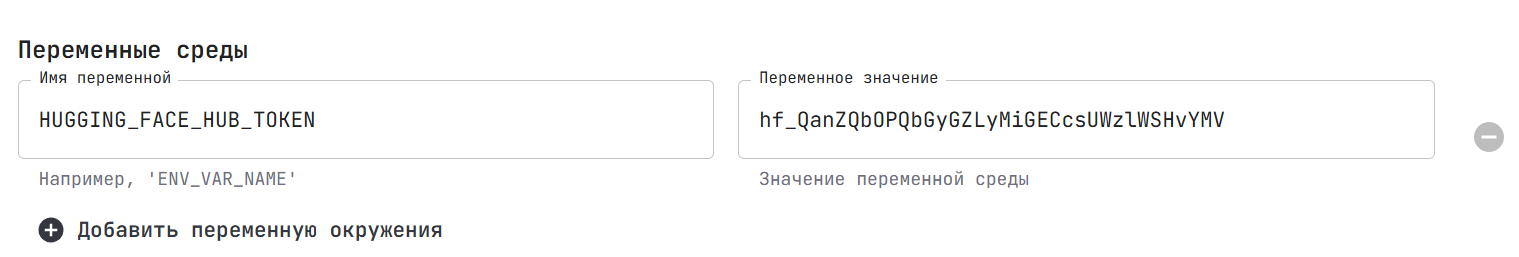 Переменные среды
Имя переменной
Переменное значение
HUGGING_FACE_HUB_TOKEN
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
Например, 'ENV_VAR_NAME'
Значение переменной среды
Добавить переменную окружения